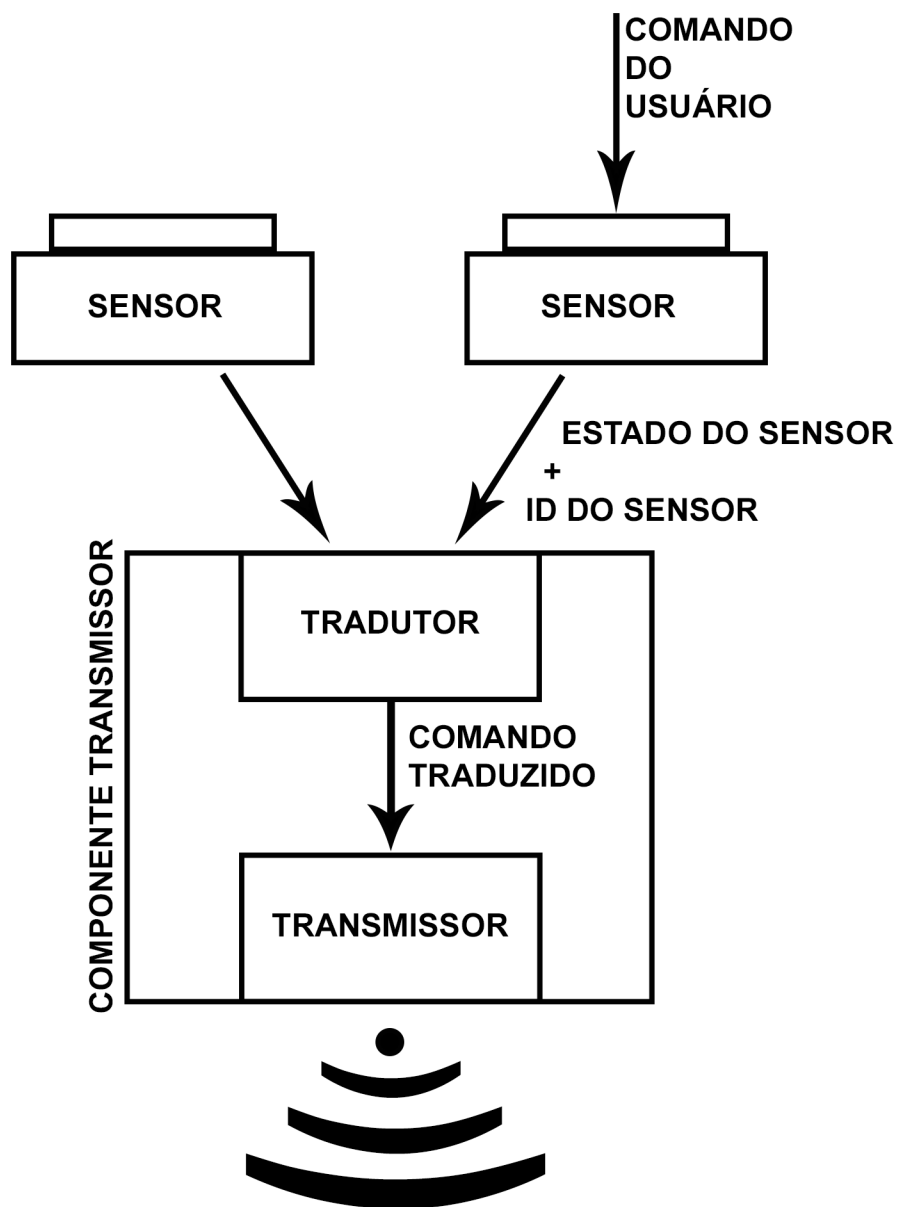 COMANDO
DO
USUÁRIO
SENSOR
SENSOR
ESTADO DO SENSOR
+
ID DO SENSOR
COMPONENTE TRANSMISSOR
TRADUTOR
COMANDO
TRADUZIDO
TRANSMISSOR